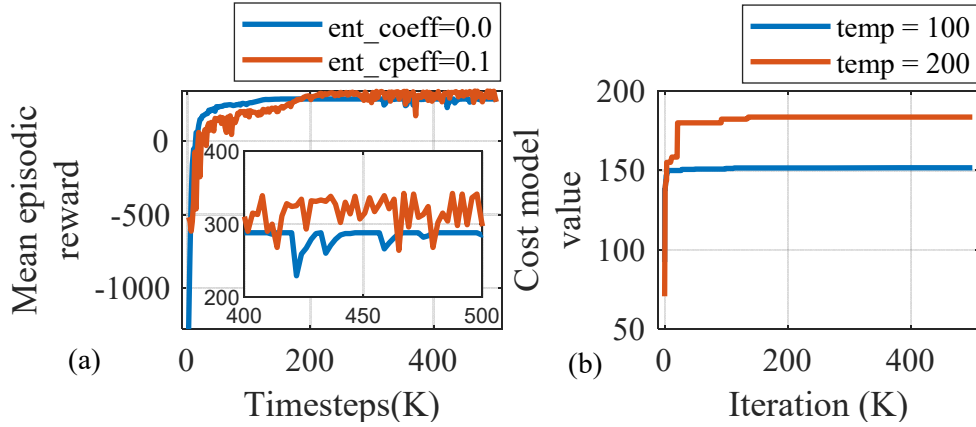 ent_coeff=0.0
ent_cpeff=0.1
Mean episodic
reward
0
-500
-1000
400
300
200
400
450
500
0
200
400
Timesteps(K)
(a)
temp = 100
temp = 200
Cost model
value
200
150
100
50
0
200
400
Iteration (K)
(b)